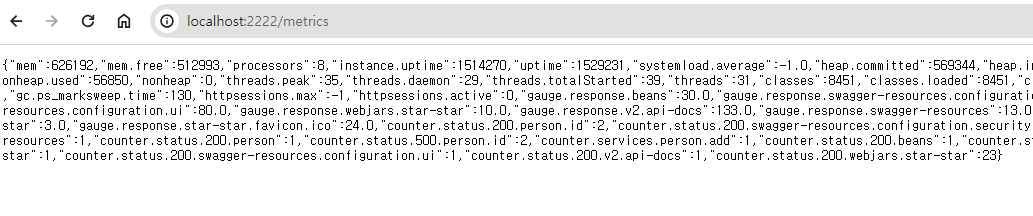 localhost:2222/metrics
{"mem":626192,"mem.free":512993,"processors":8,"instance.uptime":1514270,"uptime":1529231,"systemload.average":-1.0,"heap.committed":569344,"heap.in
onheap.used":56850,"nonheap":0,"threads.peak":35,"threads.daemon":29,"threads.totalStarted":39,"threads":31,"classes":8451,"classes.loaded":8451,"c
,"gc.ps_marksweep.time":130,"httpsessions.max":-1,"httpsessions.active":0,"gauge.response.beans":30.0,"gauge.response.swagger-resources.configuratio
resources.configuration.ui":80.0,"gauge.response.webjars.star-star":10.0,"gauge.response.v2.api-docs":133.0,"gauge.response.swagger-resources":13.0
star":3.0,"gauge.response.star-star.favicon.ico":24.0,"counter.status.200.person.id":2,"counter.status.200.swagger-resources.configuration.security
resources":1,"counter.status.200.person":1,"counter.status.500.person.id":2,"counter.services.person.add":1,"counter.status.200.beans":1,"counter.st
star":1,"counter.status.200.swagger-resources.configuration.ui":1,"counter.status.200.v2.api-docs":1,"counter.status.200.webjars.star-star":23}